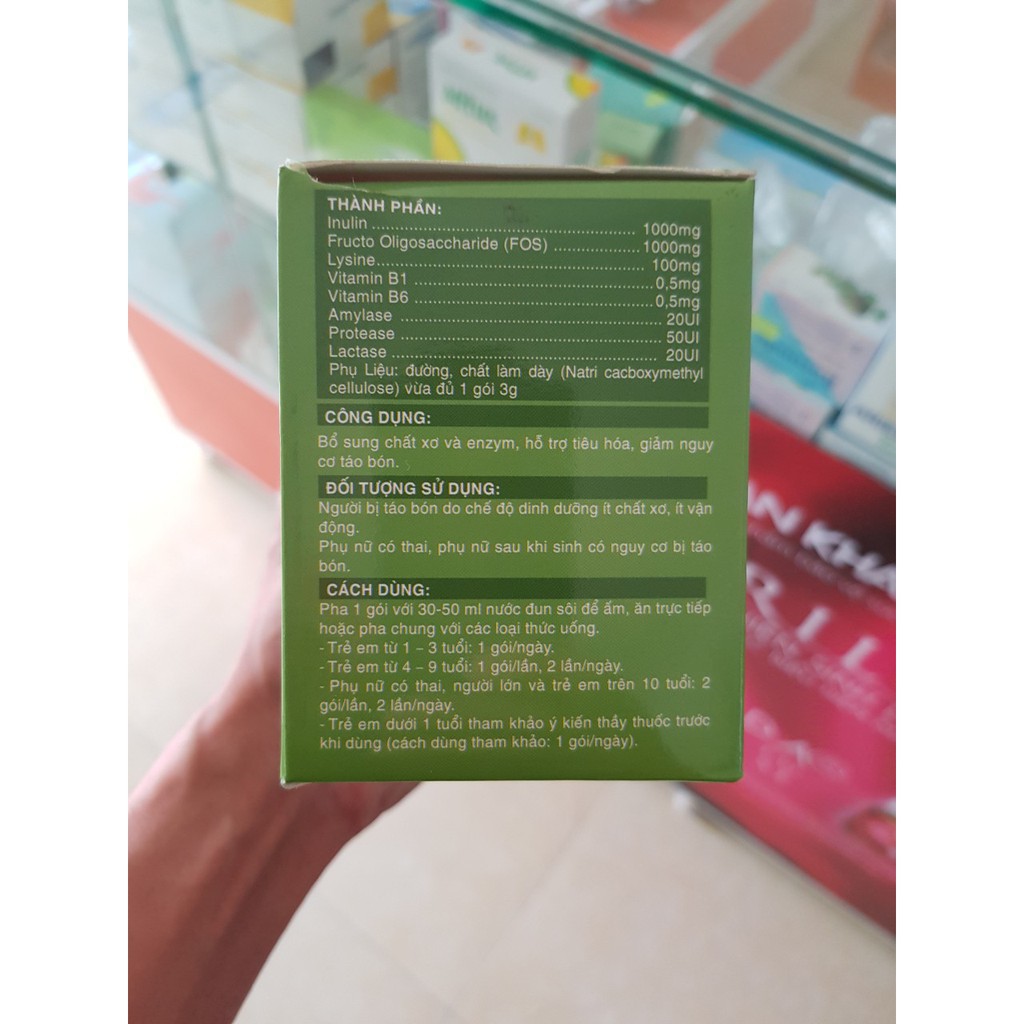 THÀNH PHẦN:
Inulin ........ 1000mg
Fructo Oligosaccharide (FOS) ........ 1000mg
Lysine........ 100mg
Vitamin B1 ........ 0,5mg
Vitamin B6 ........ 0,5mg
Amylase ........ 20UI
Protease ........ 50UI
Lactase ........ 20UI
Phụ Liệu: đường, chất làm dày (Natri cacboxymethyl
cellulose) vừa đủ 1 gói 3g
CÔNG DỤNG:
Bổ sung chất xơ và enzym, hỗ trợ tiêu hóa, giảm nguy
cơ táo bón.
ĐỐI TƯỢNG SỬ DỤNG:
Người bị táo bón do chế độ dinh dưỡng ít chất xơ, ít vận
động.
Phụ nữ có thai, phụ nữ sau khi sinh có nguy cơ bị táo
bón.
CÁCH DÙNG:
Pha 1 gói với 30-50 ml nước đun sôi để ấm, ăn trực tiếp
hoặc pha chung với các loại thức uống.
- Trẻ em từ 1 – 3 tuổi: 1 gói/ngày.
- Trẻ em từ 4 – 9 tuổi: 1 gói/lần, 2 lần/ngày.
- Phụ nữ có thai, người lớn và trẻ em trên 10 tuổi: 2
gói/lần, 2 lần/ngày.
- Trẻ em dưới 1 tuổi tham khảo ý kiến thầy thuốc trước
khi dùng (cách dùng tham khảo: 1 gói/ngày).